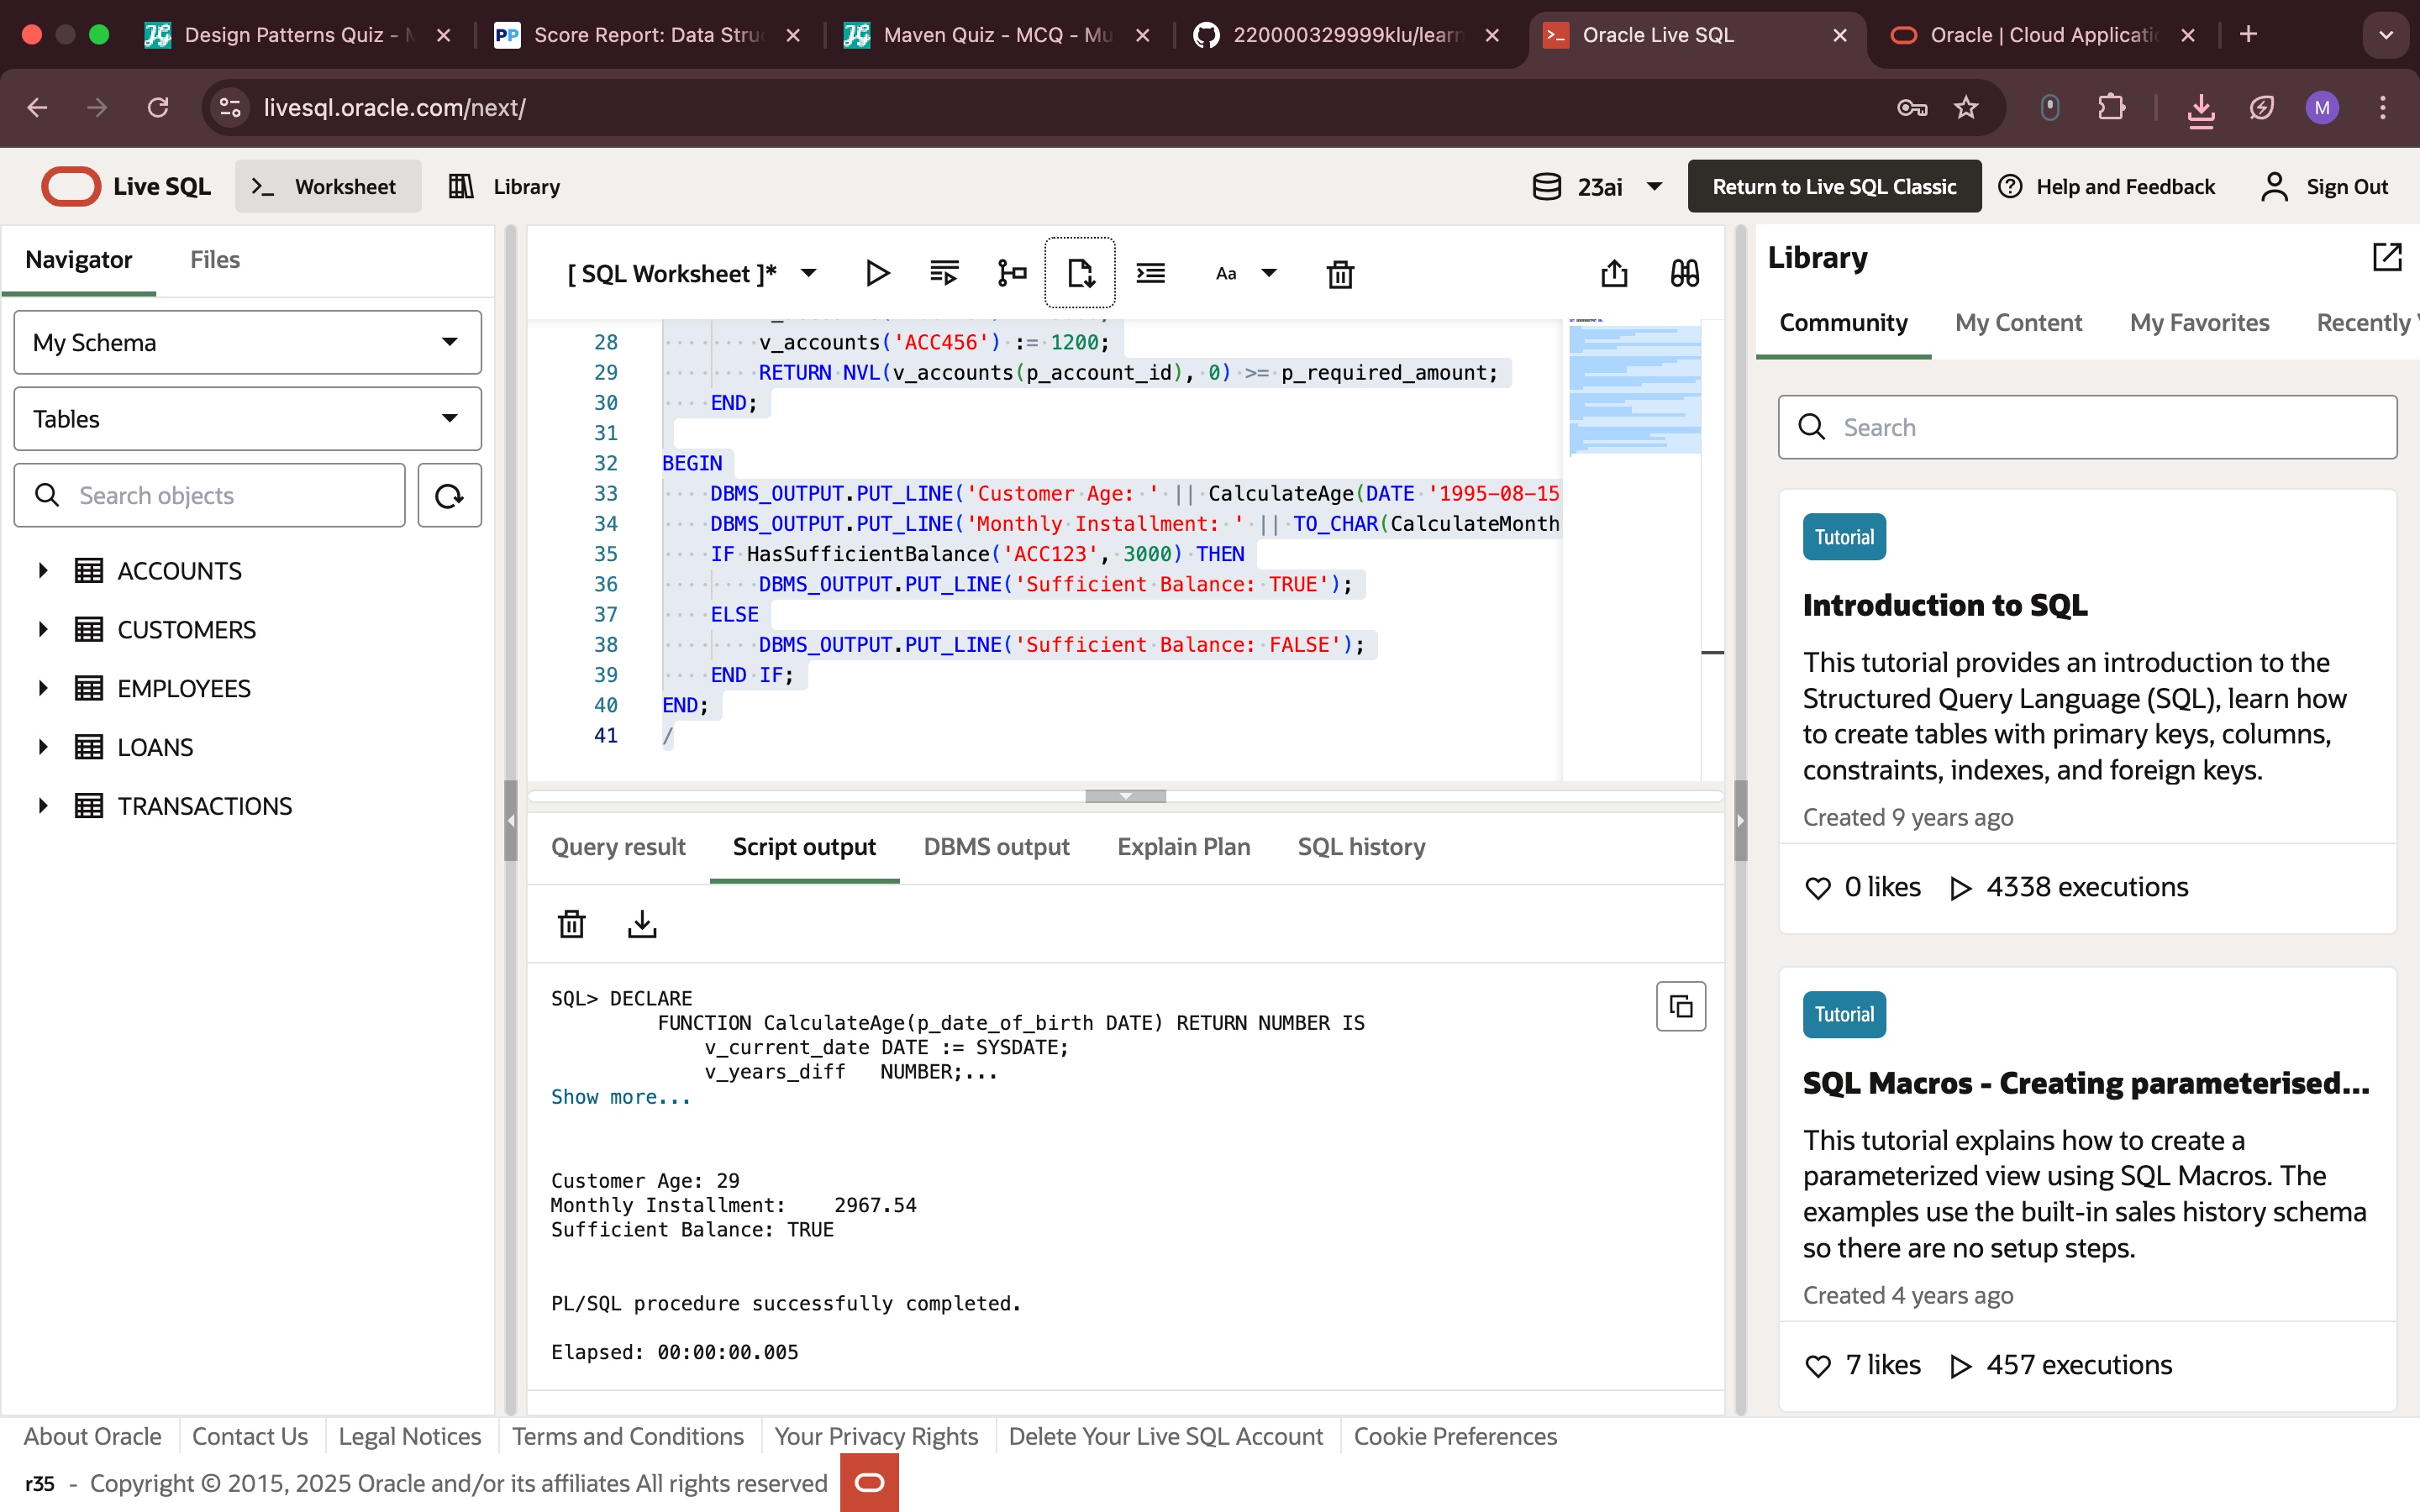 Design Patterns Quiz - M
Score Report: Data Stru
Maven Quiz - MCQ - Mu
220000329999klu/learn
Oracle Live SQL
Oracle | Cloud Applicati
livesql.oracle.com/next/
M
Live SQL
Worksheet
Library
23ai
Return to Live SQL Classic
Help and Feedback
Sign Out
Navigator
Files
My Schema
Tables
Search objects
ACCOUNTS
CUSTOMERS
EMPLOYEES
LOANS
TRANSACTIONS
[ SQL Worksheet ]*
Aa
28 v_accounts('ACC456') := 1200;
29 RETURN NVL(v_accounts(p_account_id), 0) >= p_required_amount;
30 END;
31
32 BEGIN
33 DBMS_OUTPUT.PUT_LINE('Customer Age: ' || CalculateAge(DATE '1995-08-15
34 DBMS_OUTPUT.PUT_LINE('Monthly Installment: ' || TO_CHAR(CalculateMonth
35 IF HasSufficientBalance('ACC123', 3000) THEN
36 DBMS_OUTPUT.PUT_LINE('Sufficient Balance: TRUE');
37 ELSE
38 DBMS_OUTPUT.PUT_LINE('Sufficient Balance: FALSE');
39 END IF;
40 END;
41 /
Query result
Script output
DBMS output
Explain Plan
SQL history
SQL> DECLARE
FUNCTION CalculateAge(p_date_of_birth DATE) RETURN NUMBER IS
v_current_date DATE := SYSDATE;
v_years_diff NUMBER;...
Show more...
Customer Age: 29
Monthly Installment: 2967.54
Sufficient Balance: TRUE
PL/SQL procedure successfully completed.
Elapsed: 00:00:00.005
Library
Community
My Content
My Favorites
Recently
Search
Tutorial
Introduction to SQL
This tutorial provides an introduction to the
Structured Query Language (SQL), learn how
to create tables with primary keys, columns,
constraints, indexes, and foreign keys.
Created 9 years ago
0 likes
4338 executions
Tutorial
SQL Macros - Creating parameterised...
This tutorial explains how to create a
parameterized view using SQL Macros. The
examples use the built-in sales history schema
so there are no setup steps.
Created 4 years ago
7 likes
457 executions
About Oracle
Contact Us
Legal Notices
Terms and Conditions
Your Privacy Rights
Delete Your Live SQL Account
Cookie Preferences
r35 - Copyright © 2015, 2025 Oracle and/or its affiliates All rights reserved